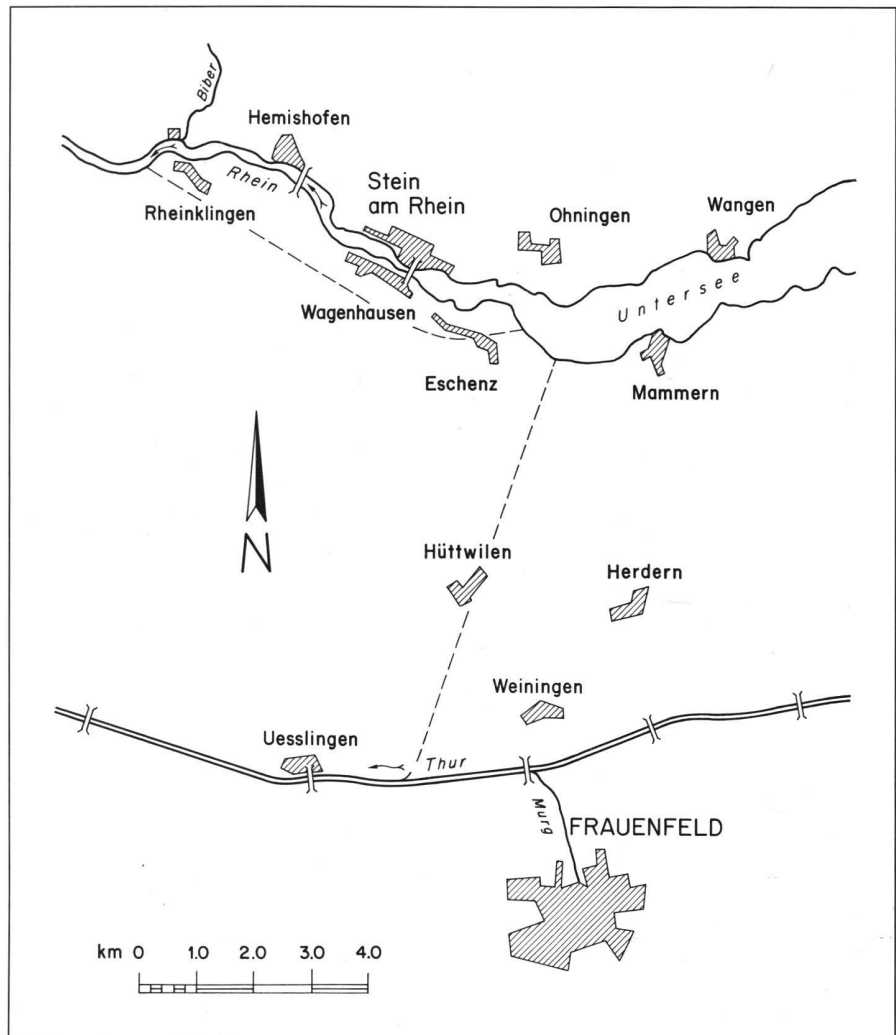 Biber
Hemishofen
Rhein
Stein
am Rhein
Rheinklingen
Ohningen
Wangen
Untersee
Wagenhausen
Eschenz
Mammern
N
Hüttwilen
Herdern
Weiningen
Uesslingen
Thur
Murg
FRAUENFELD
km 0 1.0 2.0 3.0 4.0